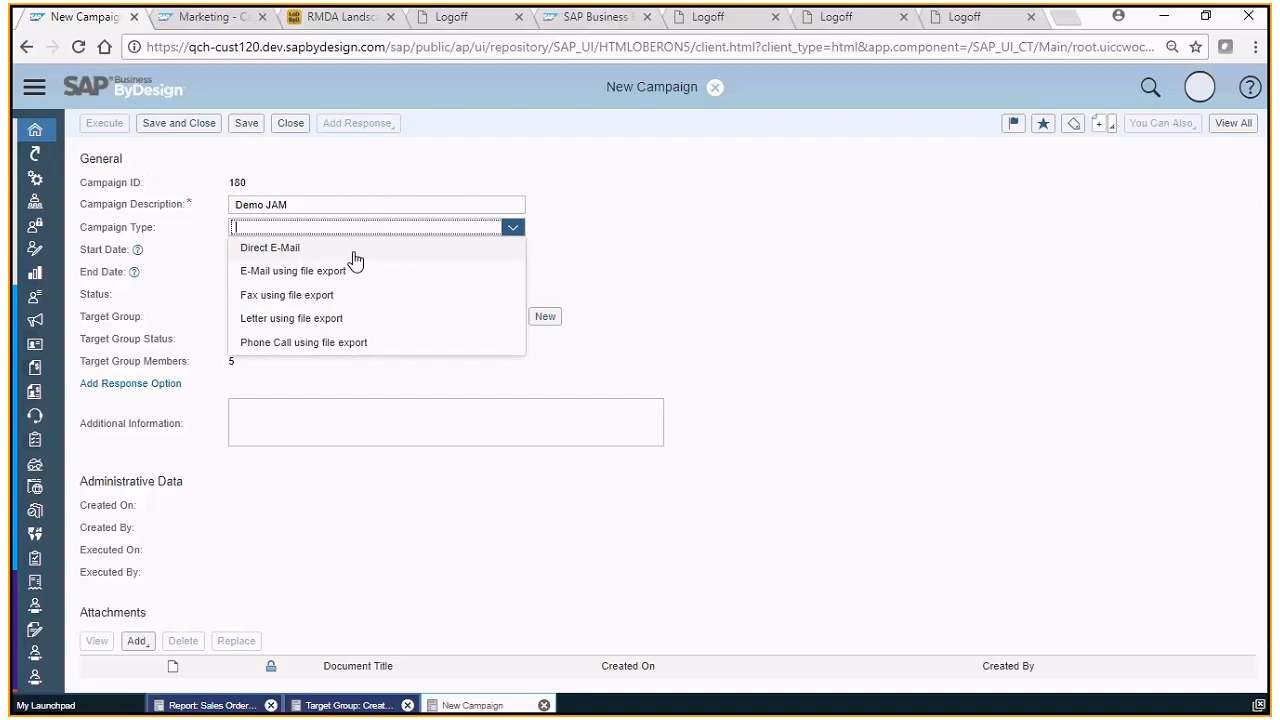 New Campaig
Marketing - C
RMDA Landsca
Logoff
SAP Business B
Logoff
Logoff
Logoff
https://qch-cust120.dev.sapbydesign.com/sap/public/ap/ui/repository/SAP_UI/HTMLOBERON5/client.html?client_type=html&app.component=/SAP_UI_CT/Main/root.uiccwoc...
SAP Business ByDesign
New Campaign
Execute Save and Close Save Close Add Response You Can Also View All
General
Campaign ID: 180
Campaign Description:* Demo JAM
Campaign Type:
Direct E-Mail
Start Date:
E-Mail using file export
End Date:
Fax using file export
Status:
Letter using file export
Target Group: New
Phone Call using file export
Target Group Status:
Target Group Members: 5
Add Response Option
Additional Information:
Administrative Data
Created On:
Created By:
Executed On:
Executed By:
Attachments
View Add Delete Replace
Document Title Created On Created By
My Launchpad Report: Sales Order... Target Group: Creat... New Campaign